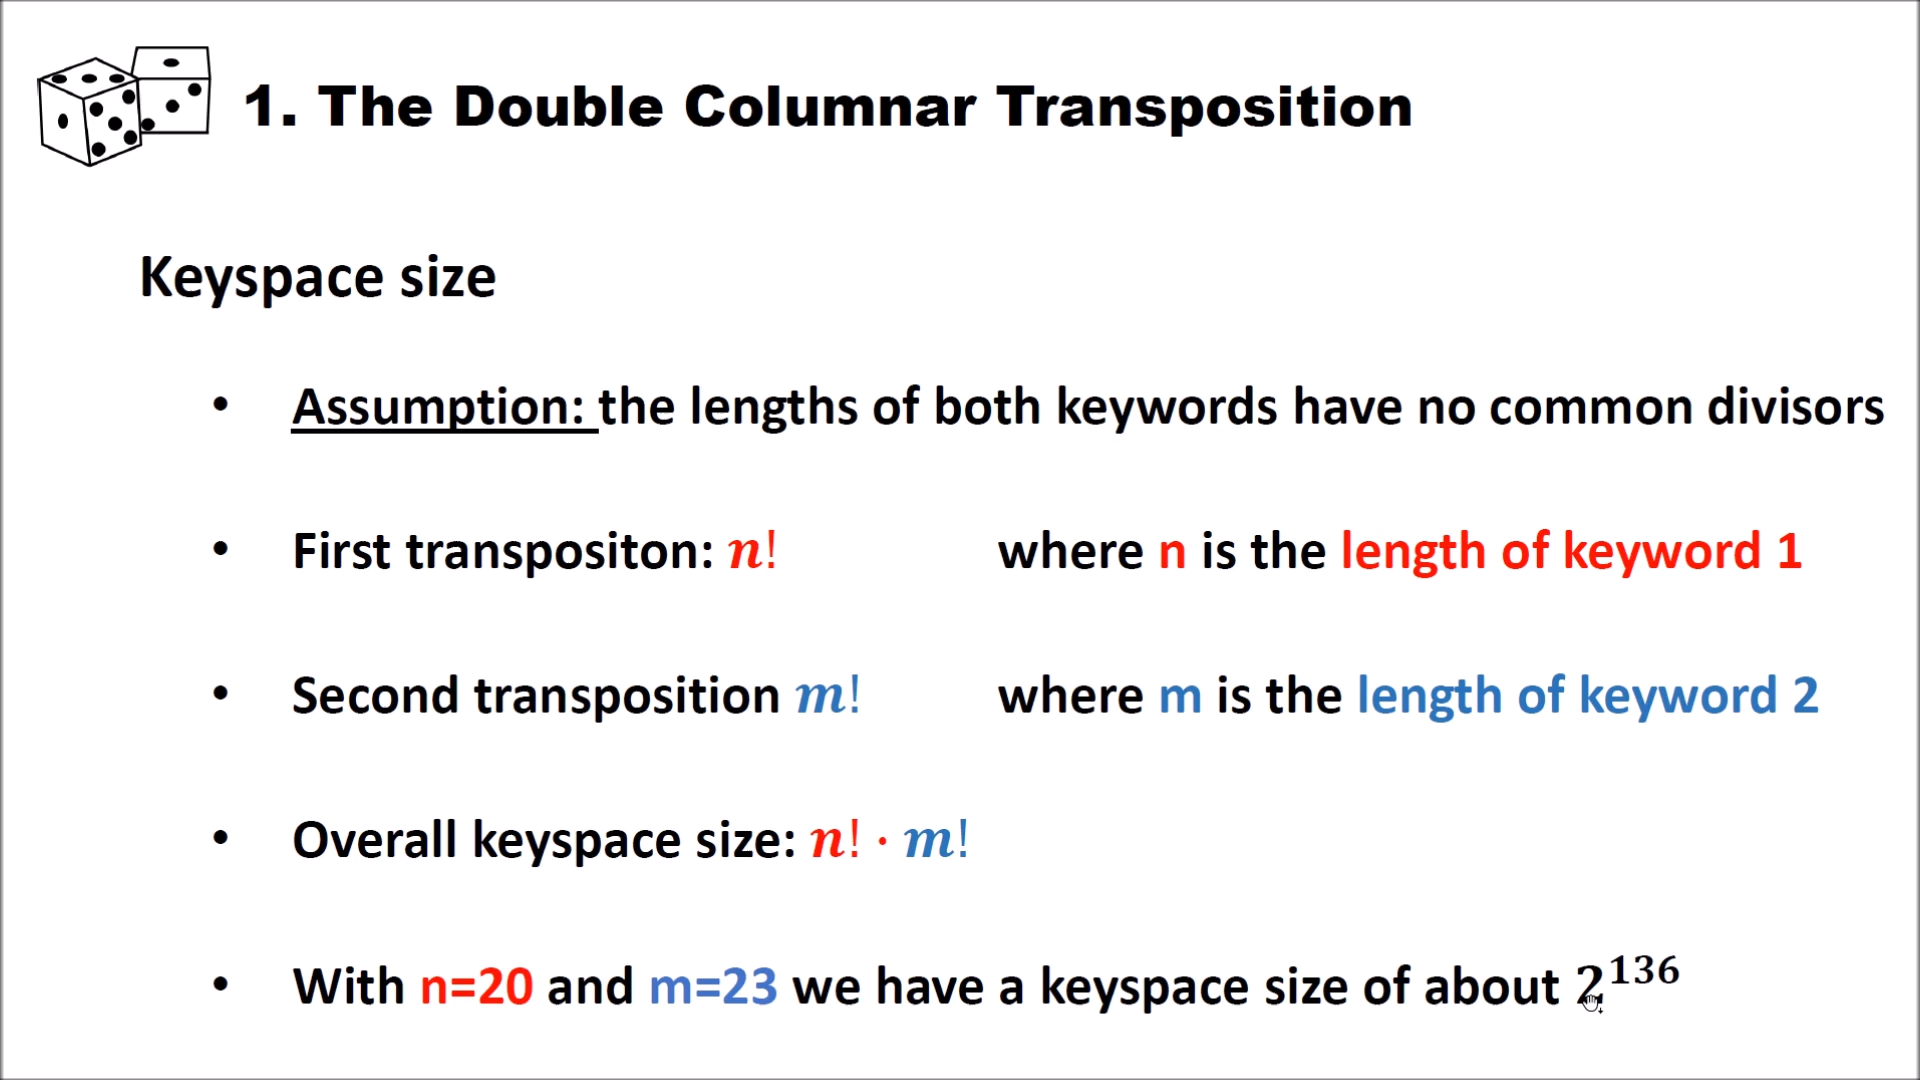 1. The Double Columnar Transposition
Keyspace size
• Assumption: the lengths of both keywords have no common divisors
• First transpositon: n! where n is the length of keyword 1
• Second transposition m! where m is the length of keyword 2
• Overall keyspace size: n! · m!
• With n=20 and m=23 we have a keyspace size of about 2¹³⁶